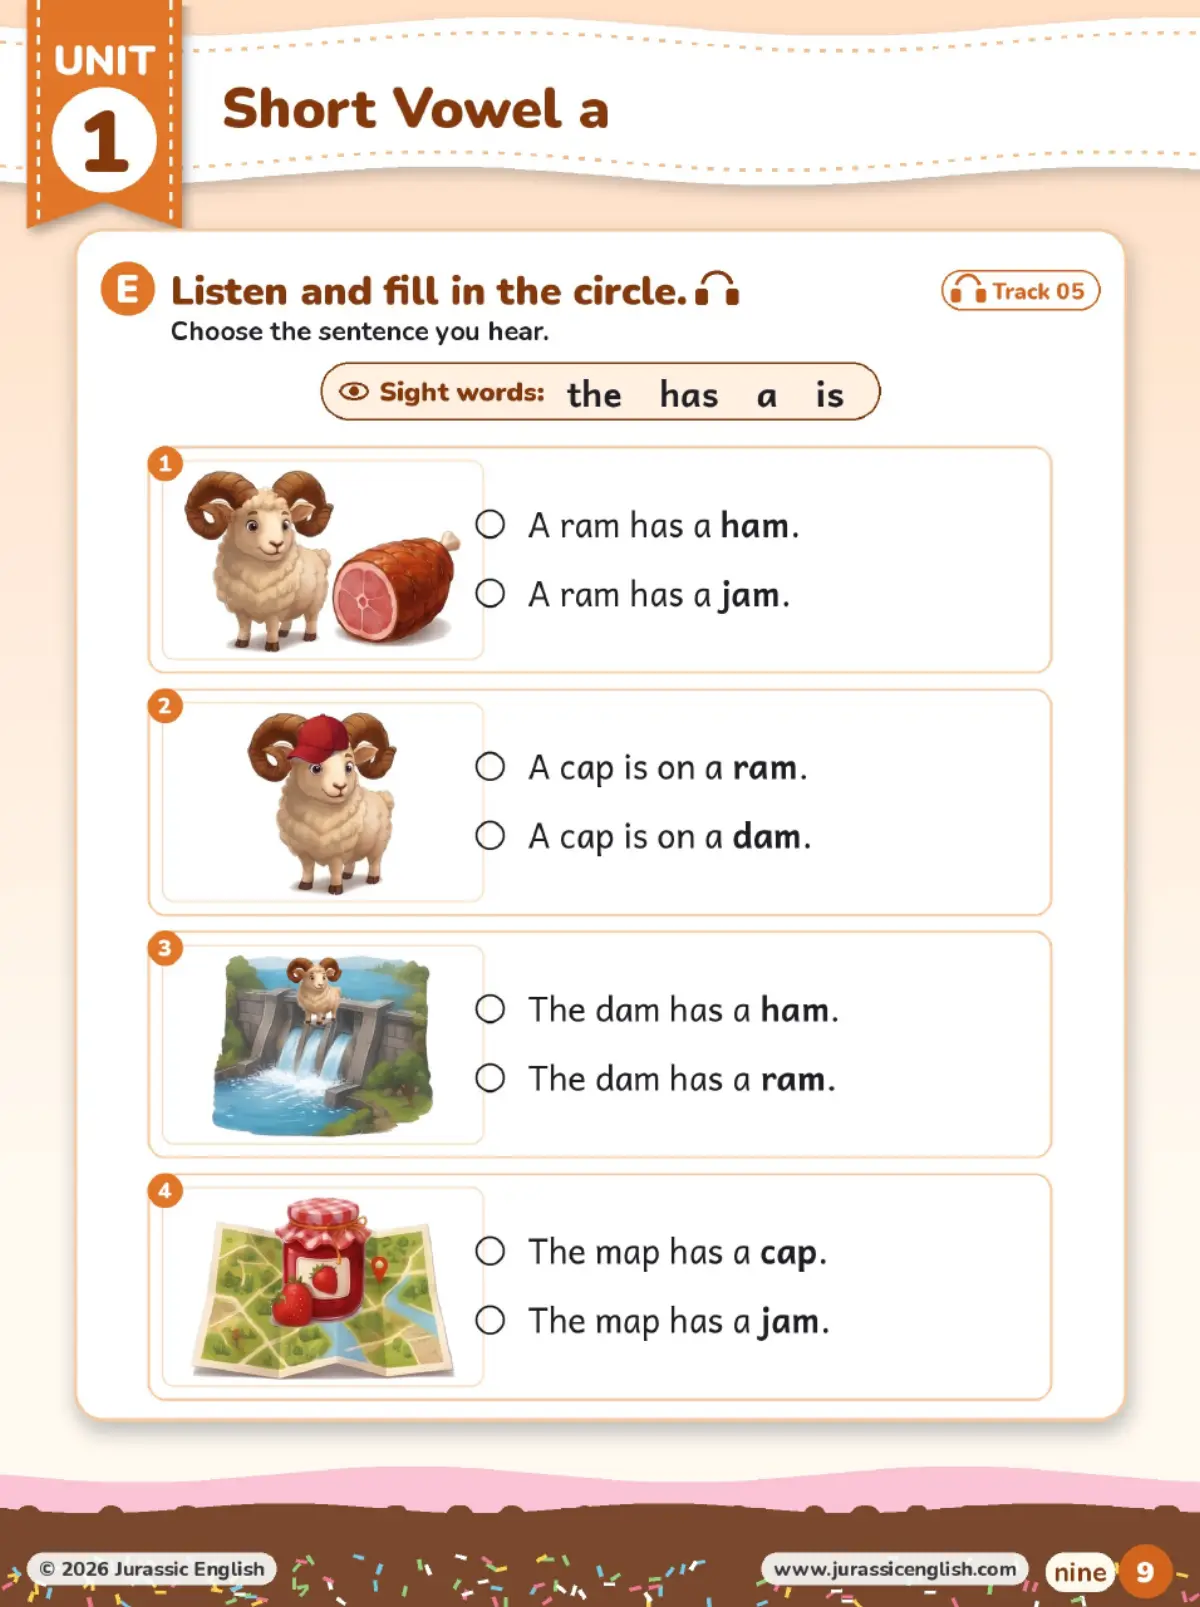 UNIT
1
Short Vowel a
E Listen and fill in the circle.
Track 05
Choose the sentence you hear.
Sight words: the has a is
1
A ram has a ham.
A ram has a jam.
2
A cap is on a ram.
A cap is on a dam.
3
The dam has a ham.
The dam has a ram.
4
The map has a cap.
The map has a jam.
© 2026 Jurassic English
www.jurassicenglish.com
nine 9